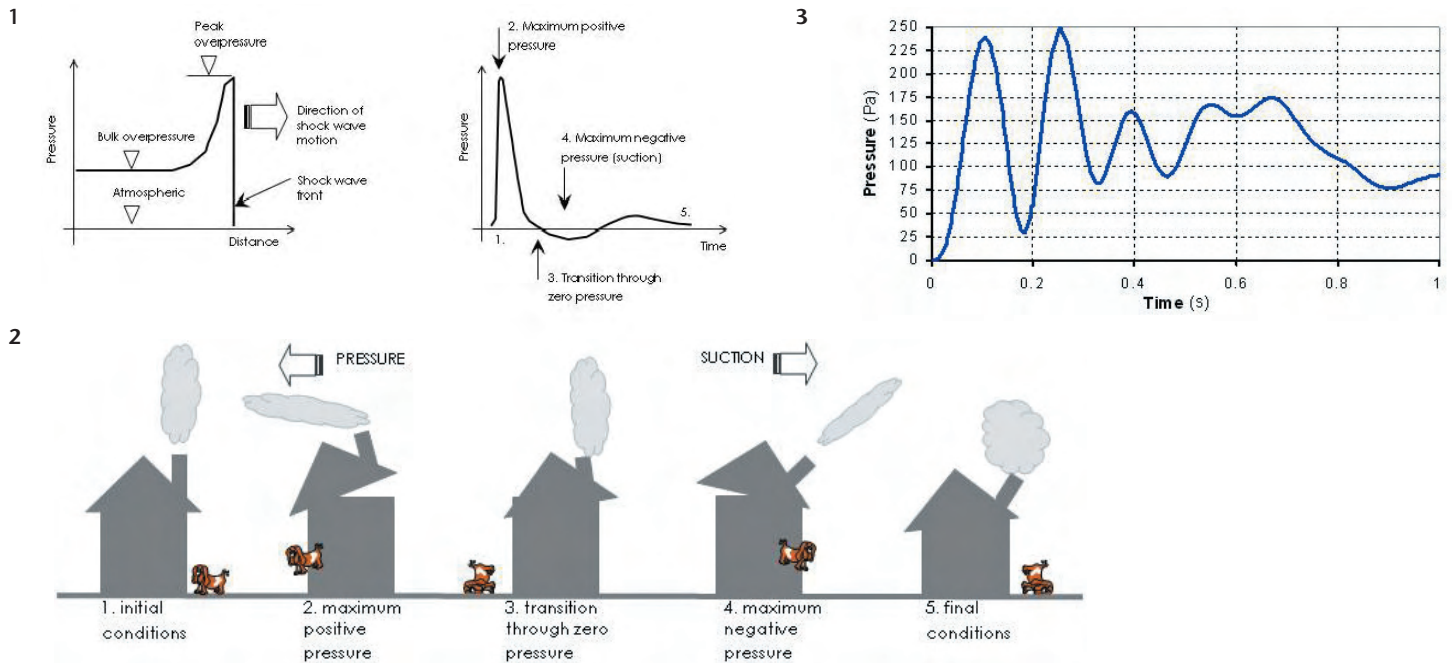 1
Peak
overpressure
Pressure
Bulk overpressure
Atmospheric
Direction of
shock wave
motion
Shock wave
front
Distance
2. Maximum positive
pressure
Pressure
4. Maximum negative
pressure (suction)
1.
5.
Time
3. Transition through
zero pressure
3
Pressure (Pa)
250
225
200
175
150
125
100
75
50
25
0
0 0.2 0.4 0.6 0.8 1
Time (s)
2
PRESSURE
SUCTION
1. initial
conditions
2. maximum
positive
pressure
3. transition
through zero
pressure
4. maximum
negative
pressure
5. final
conditions